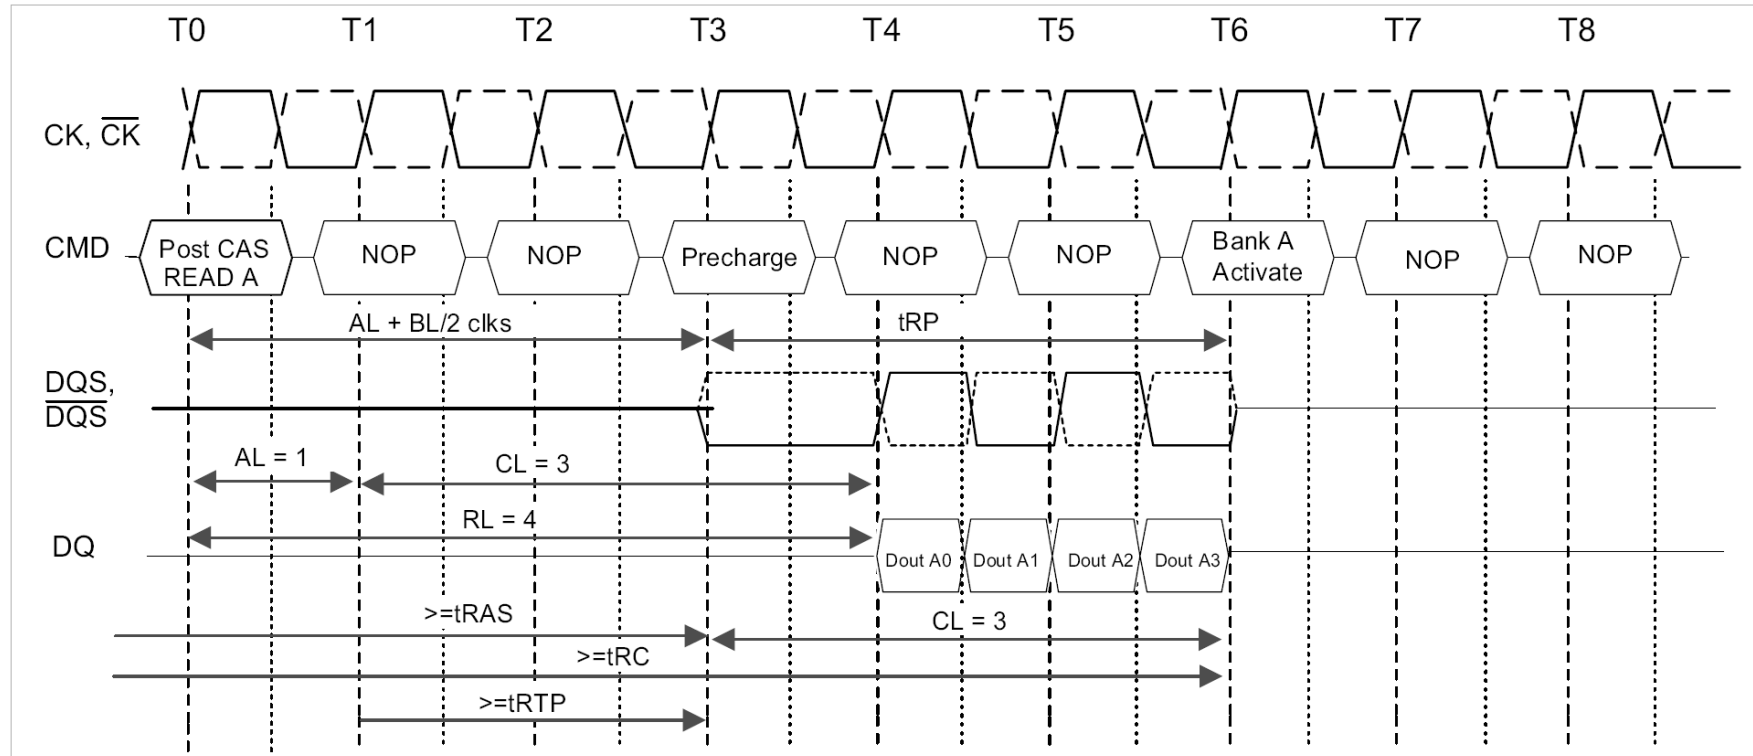 T0 T1 T2 T3 T4 T5 T6 T7 T8
CK, CK
CMD
Post CAS
READ A
NOP
NOP
Precharge
NOP
NOP
Bank A
Activate
NOP
NOP
AL + BL/2 clks
tRP
DQS,
DQS
AL = 1
CL = 3
RL = 4
DQ
Dout A0
Dout A1
Dout A2
Dout A3
>=tRAS
CL = 3
>=tRC
>=tRTP